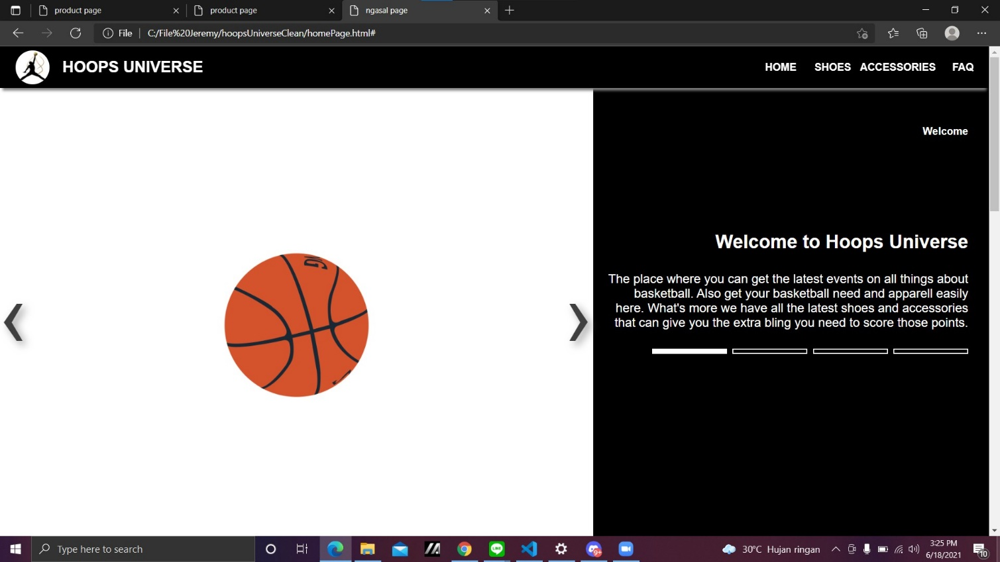 product page
product page
ngasal page
File
C:/File%20Jeremy/hoopsUniverseClean/homePage.html#
HOOPS UNIVERSE
HOME SHOES ACCESSORIES FAQ
Welcome
Welcome to Hoops Universe
The place where you can get the latest events on all things about
basketball. Also get your basketball need and apparell easily
here. What's more we have all the latest shoes and accessories
that can give you the extra bling you need to score those points.
NG
Type here to search
LINE
9+
30°C Hujan ringan
3:25 PM
6/18/2021
10